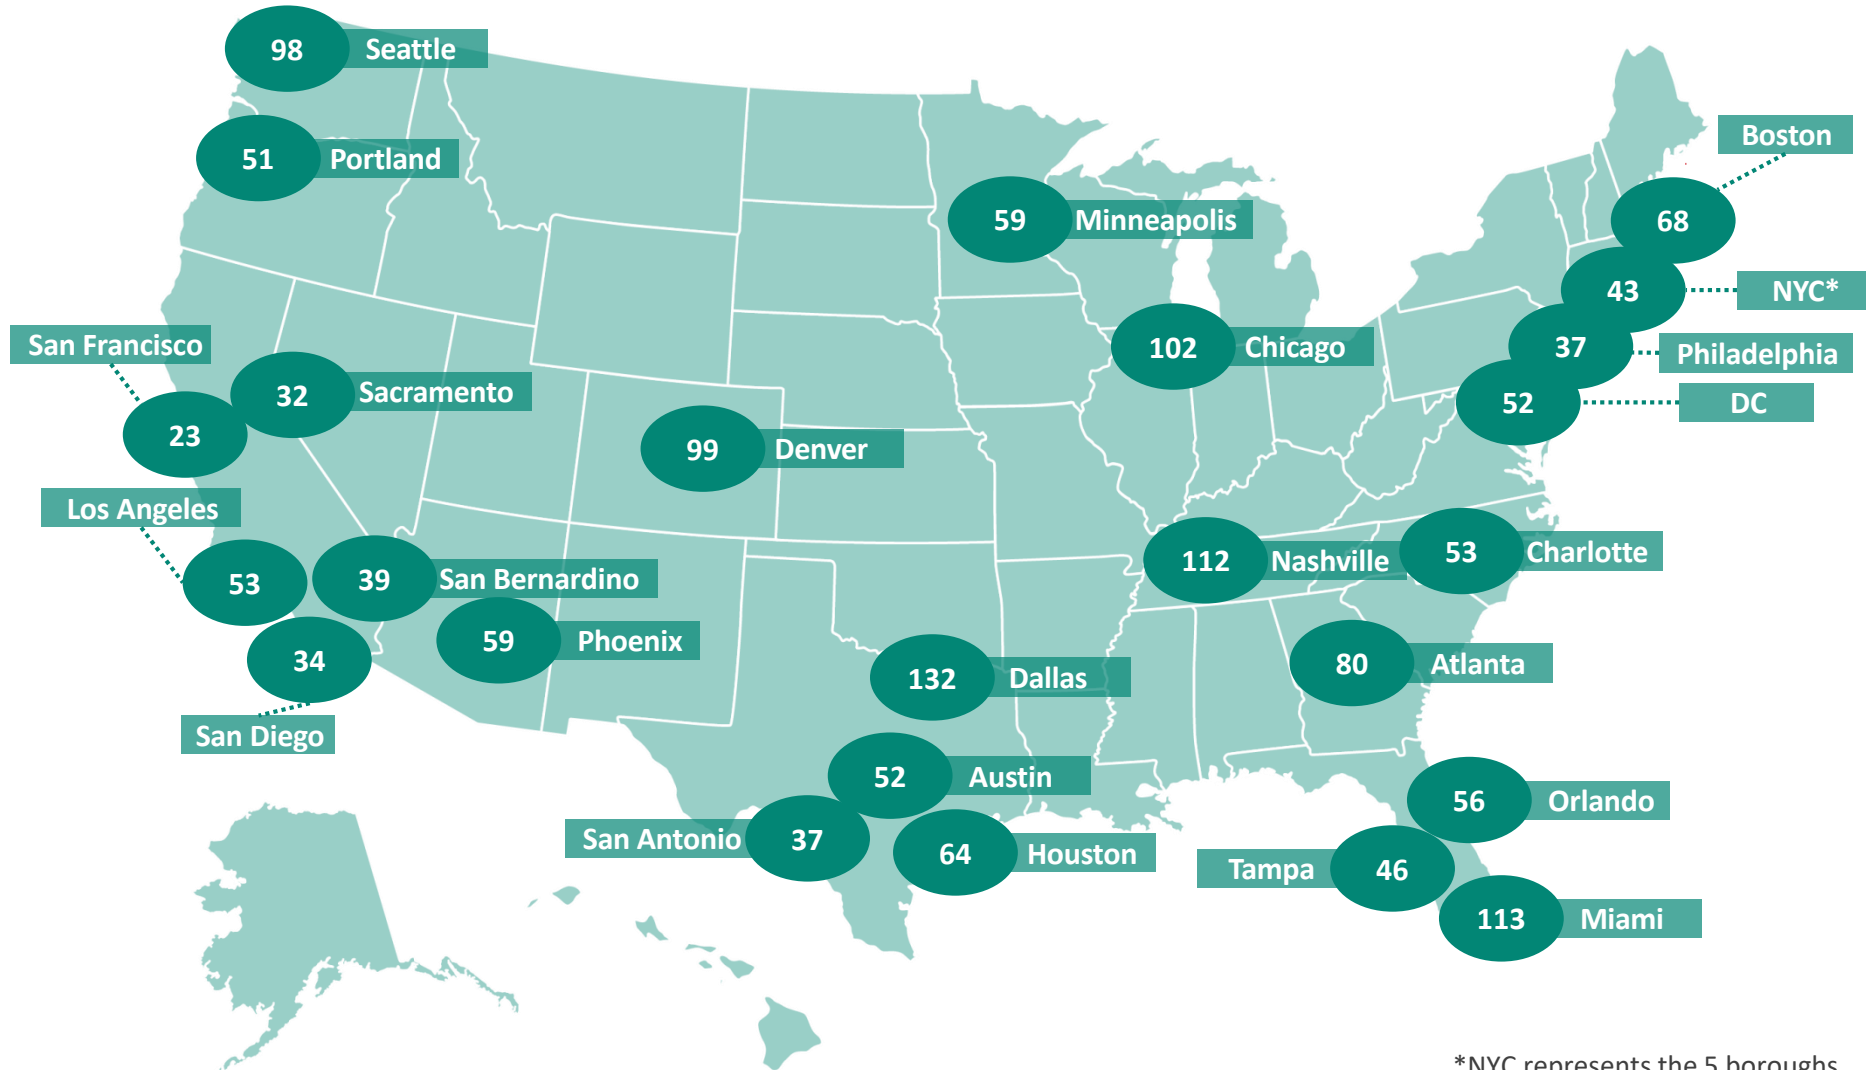 98 Seattle
51 Portland
Boston
59 Minneapolis
68
43 NYC*
San Francisco
102 Chicago
37 Philadelphia
32 Sacramento
52 DC
23
99 Denver
Los Angeles
112 Nashville
53 Charlotte
53
39 San Bernardino
59 Phoenix
34
132 Dallas
80 Atlanta
San Diego
52 Austin
56 Orlando
San Antonio 37
64 Houston
Tampa 46
113 Miami
*NYC represents the 5 boroughs